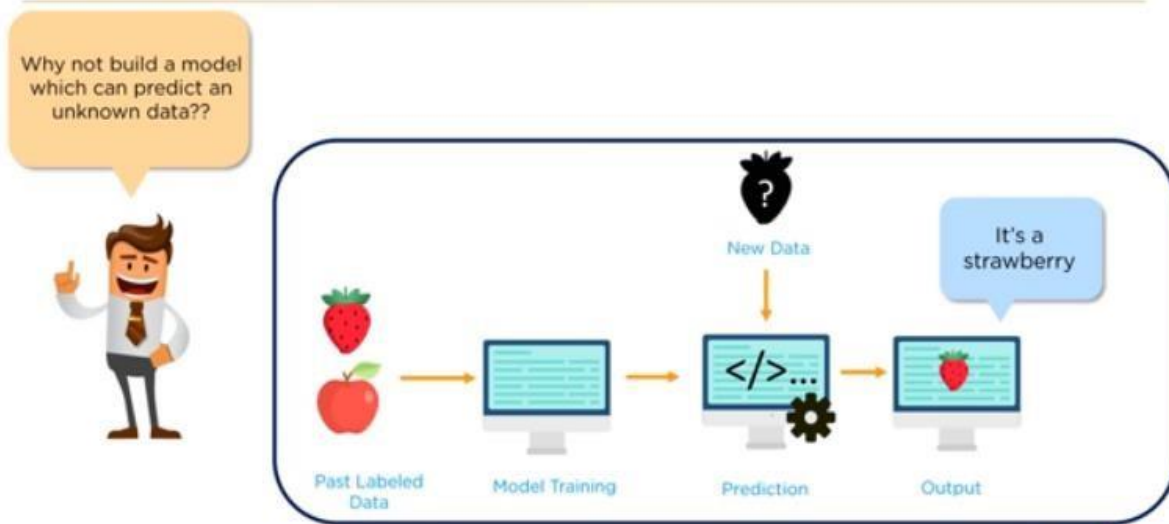 Why not build a model
which can predict an
unknown data??
?
New Data
It's a
strawberry
</>...
Past Labeled
Data
Model Training
Prediction
Output